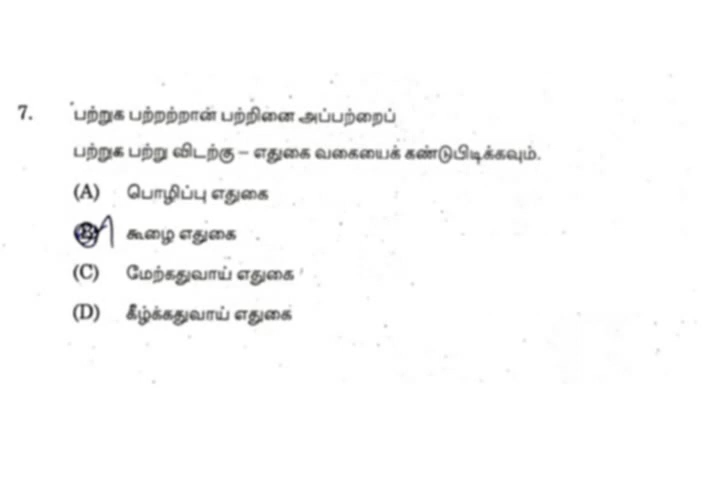 7. பற்றுக பற்றற்றான் பற்றினை அப்பற்றைப்
பற்றுக பற்று விடற்கு – எதுகை வகையைக் கண்டுபிடிக்கவும்.
(A) பொழிப்பு எதுகை
(B) கூழை எதுகை
(C) மேற்கதுவாய் எதுகை
(D) கீழ்க்கதுவாய் எதுகை